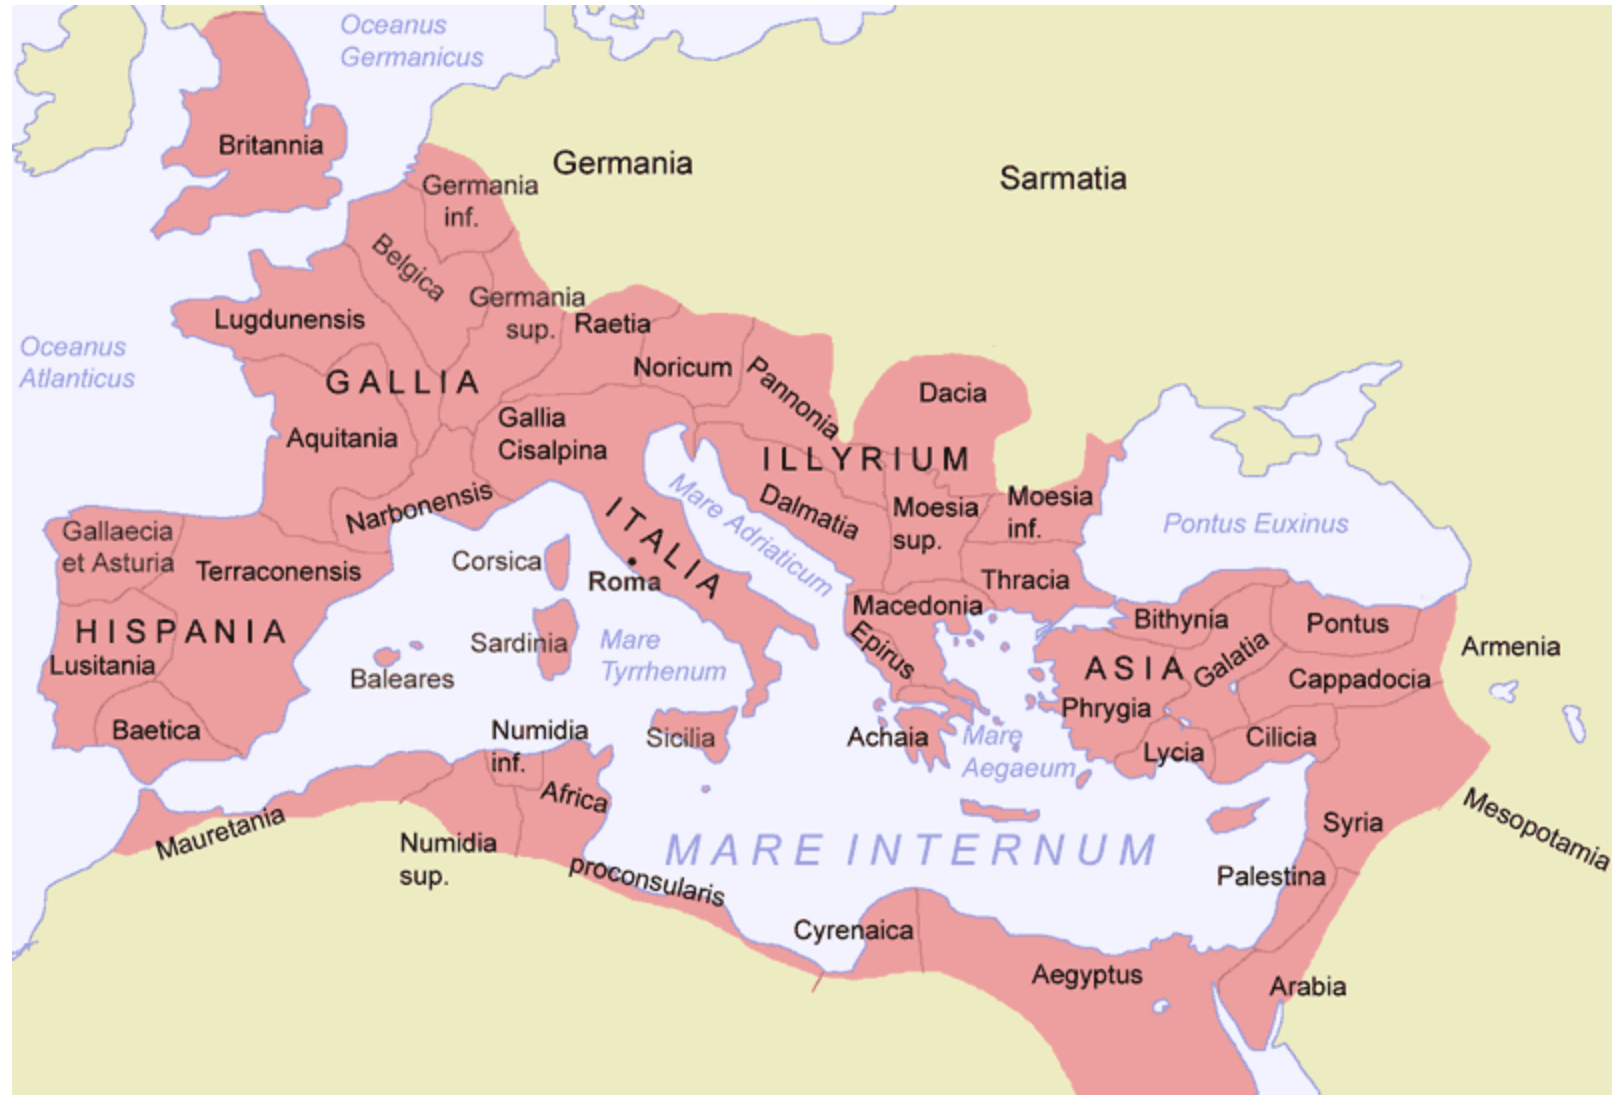 Oceanus
Germanicus
Britannia
Germania
Sarmatia
Germania
inf.
Belgica
Germania
sup.
Lugdunensis
Raetia
Oceanus
Atlanticus
Noricum
Pannonia
Dacia
GALLIA
Gallia
Cisalpina
Aquitania
ILLYRIUM
Narbonensis
Mare Adriaticum
Dalmatia
Moesia
sup.
Moesia
inf.
Pontus Euxinus
Gallaecia
et Asturia
Terraconensis
ITALIA
Corsica
Roma
Thracia
Macedonia
Bithynia
Pontus
HISPANIA
Lusitania
Sardinia
Mare
Tyrrhenum
Epirus
Galatia
Armenia
ASIA
Baleares
Cappadocia
Phrygia
Baetica
Numidia
inf.
Sicilia
Achaia
Mare
Aegaeum
Lycia
Cilicia
Africa
proconsularis
Mauretania
Numidia
sup.
MARE INTERNUM
Syria
Mesopotamia
Palestina
Cyrenaica
Aegyptus
Arabia